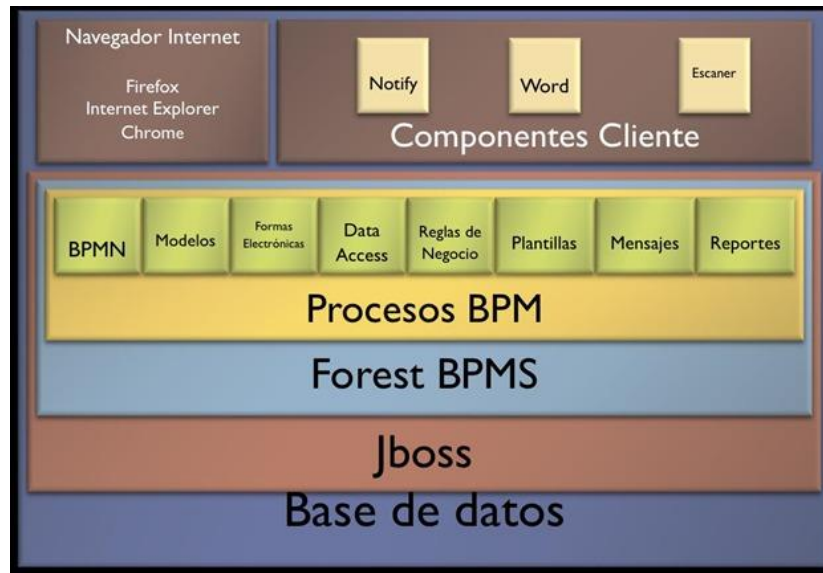 Navegador Internet
Firefox
Internet Explorer
Chrome
Notify
Word
Escaner
Componentes Cliente
BPMN
Modelos
Formas
Electrónicas
Data
Access
Reglas de
Negocio
Plantillas
Mensajes
Reportes
Procesos BPM
Forest BPMS
Jboss
Base de datos